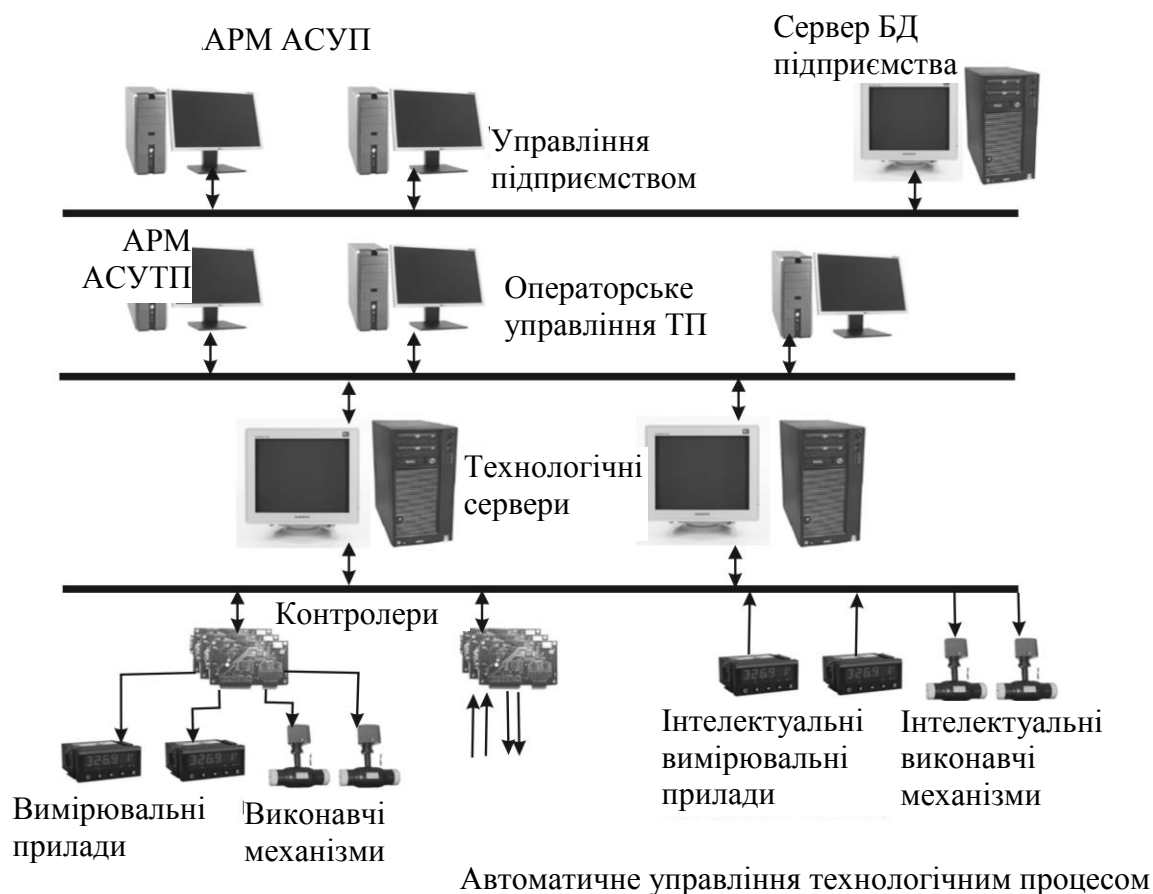 АРМ АСУП
Сервер БД
підприємства
Управління
підприємством
АРМ
АСУТП
Операторське
управління ТП
Технологічні
сервери
Контролери
Інтелектуальні
вимірювальні
прилади
Інтелектуальні
виконавчі
механізми
Вимірювальні
прилади
Виконавчі
механізми
Автоматичне управління технологічним процесом